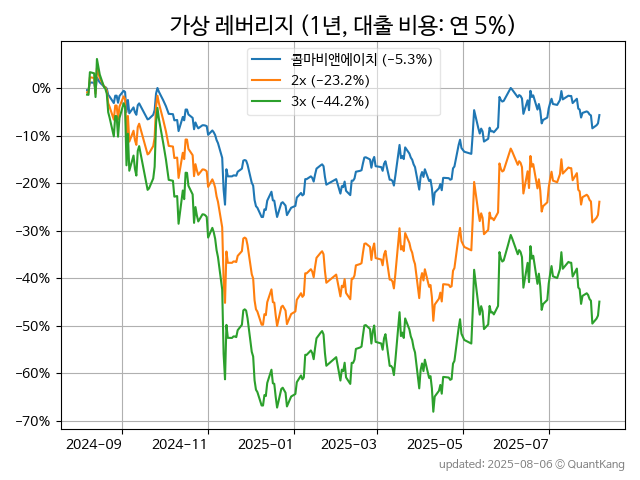 가상 레버리지 (1년, 대출 비용: 연 5%)
콜마비앤에이치 (−5.3%)
2x (−23.2%)
3x (−44.2%)
0%
−10%
−20%
−30%
−40%
−50%
−60%
−70%
2024-09 2024-11 2025-01 2025-03 2025-05 2025-07
updated: 2025-08-06 © QuantKang